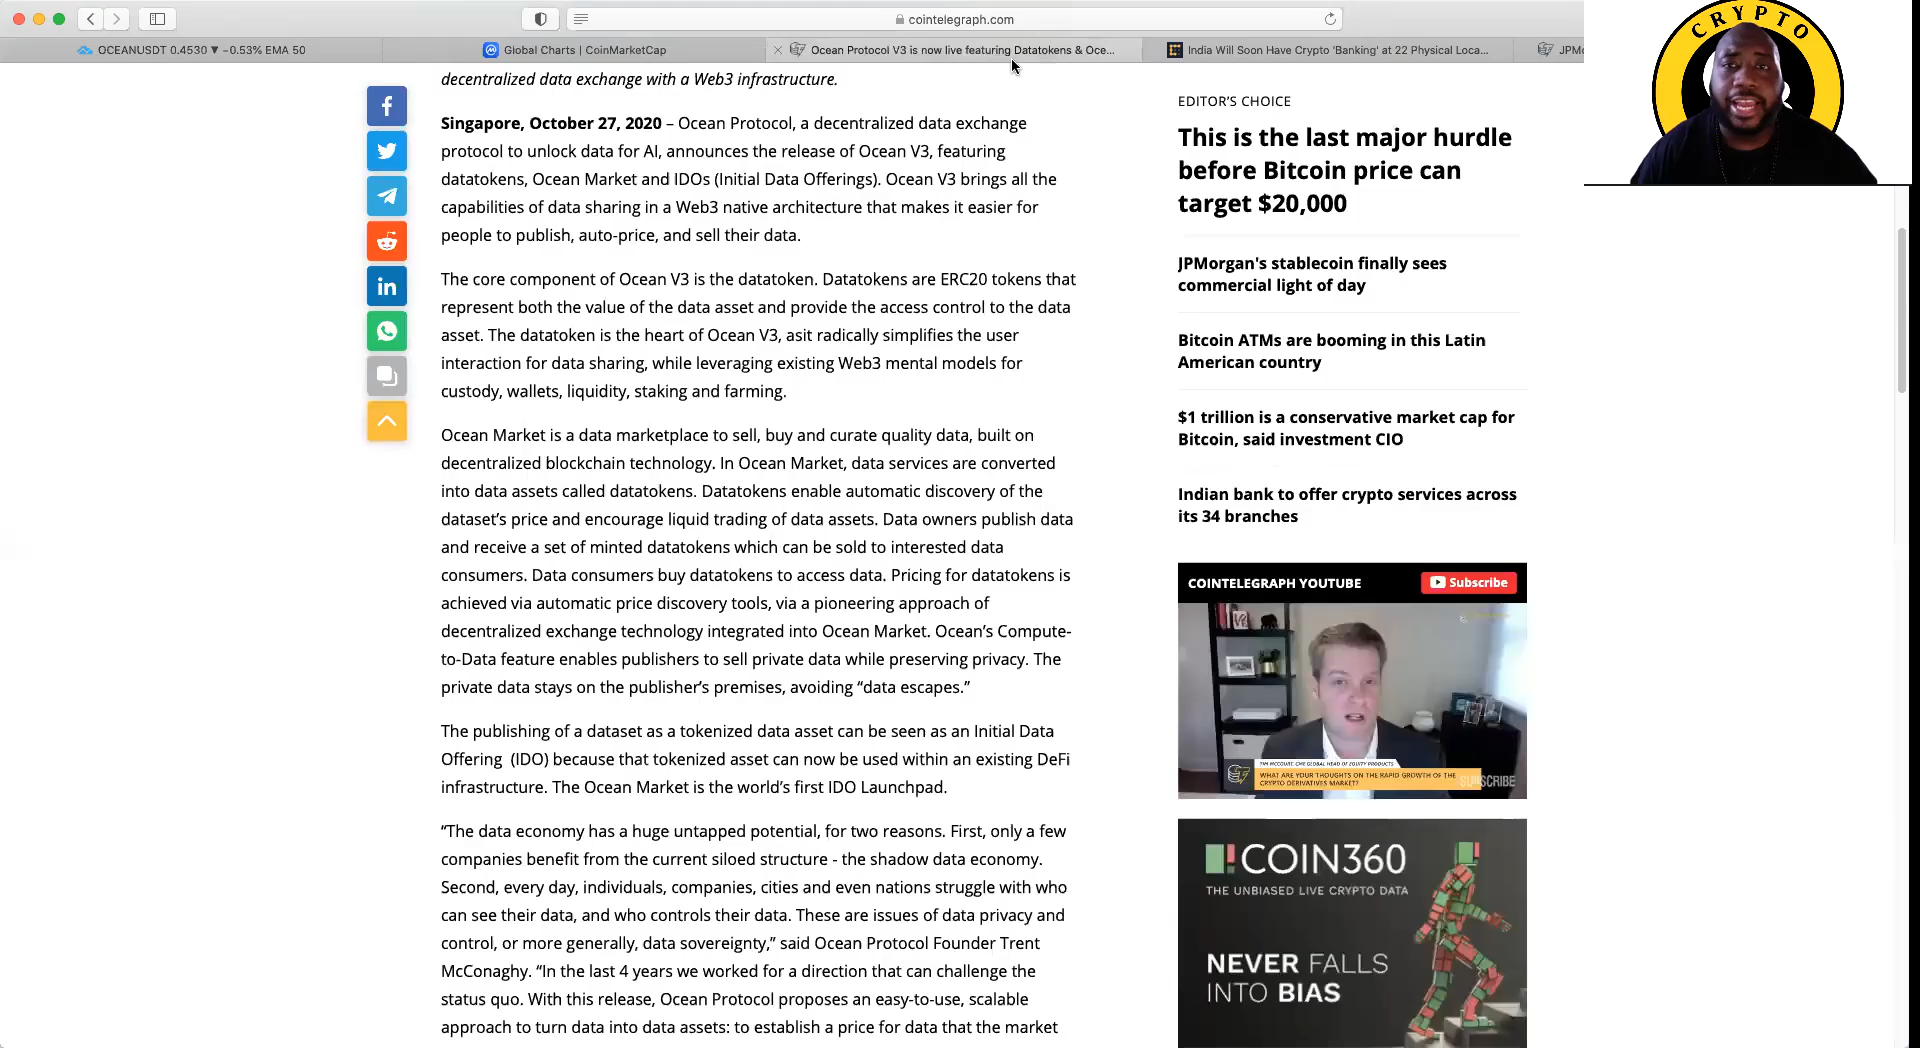 cointelegraph.com
OCEANUSDT 0.4530 ▼ −0.53% EMA 50
Global Charts | CoinMarketCap
Ocean Protocol V3 is now live featuring Datatokens & Oce...
India Will Soon Have Crypto 'Banking' at 22 Physical Loca...
JPMo
CRYPTO
decentralized data exchange with a Web3 infrastructure.
Singapore, October 27, 2020 – Ocean Protocol, a decentralized data exchange
protocol to unlock data for AI, announces the release of Ocean V3, featuring
datatokens, Ocean Market and IDOs (Initial Data Offerings). Ocean V3 brings all the
capabilities of data sharing in a Web3 native architecture that makes it easier for
people to publish, auto-price, and sell their data.
The core component of Ocean V3 is the datatoken. Datatokens are ERC20 tokens that
represent both the value of the data asset and provide the access control to the data
asset. The datatoken is the heart of Ocean V3, asit radically simplifies the user
interaction for data sharing, while leveraging existing Web3 mental models for
custody, wallets, liquidity, staking and farming.
Ocean Market is a data marketplace to sell, buy and curate quality data, built on
decentralized blockchain technology. In Ocean Market, data services are converted
into data assets called datatokens. Datatokens enable automatic discovery of the
dataset's price and encourage liquid trading of data assets. Data owners publish data
and receive a set of minted datatokens which can be sold to interested data
consumers. Data consumers buy datatokens to access data. Pricing for datatokens is
achieved via automatic price discovery tools, via a pioneering approach of
decentralized exchange technology integrated into Ocean Market. Ocean's Compute-
to-Data feature enables publishers to sell private data while preserving privacy. The
private data stays on the publisher's premises, avoiding “data escapes.”
The publishing of a dataset as a tokenized data asset can be seen as an Initial Data
Offering (IDO) because that tokenized asset can now be used within an existing DeFi
infrastructure. The Ocean Market is the world's first IDO Launchpad.
“The data economy has a huge untapped potential, for two reasons. First, only a few
companies benefit from the current siloed structure - the shadow data economy.
Second, every day, individuals, companies, cities and even nations struggle with who
can see their data, and who controls their data. These are issues of data privacy and
control, or more generally, data sovereignty,” said Ocean Protocol Founder Trent
McConaghy. “In the last 4 years we worked for a direction that can challenge the
status quo. With this release, Ocean Protocol proposes an easy-to-use, scalable
approach to turn data into data assets: to establish a price for data that the market
EDITOR'S CHOICE
This is the last major hurdle
before Bitcoin price can
target $20,000
JPMorgan's stablecoin finally sees
commercial light of day
Bitcoin ATMs are booming in this Latin
American country
$1 trillion is a conservative market cap for
Bitcoin, said investment CIO
Indian bank to offer crypto services across
its 34 branches
COINTELEGRAPH YOUTUBE
Subscribe
TIM MCCOURT, CME GLOBAL HEAD OF EQUITY PRODUCTS
WHAT ARE YOUR THOUGHTS ON THE RAPID GROWTH OF THE
CRYPTO DERIVATIVES MARKET?
SUBSCRIBE
COIN360
THE UNBIASED LIVE CRYPTO DATA
NEVER FALLS
INTO BIAS